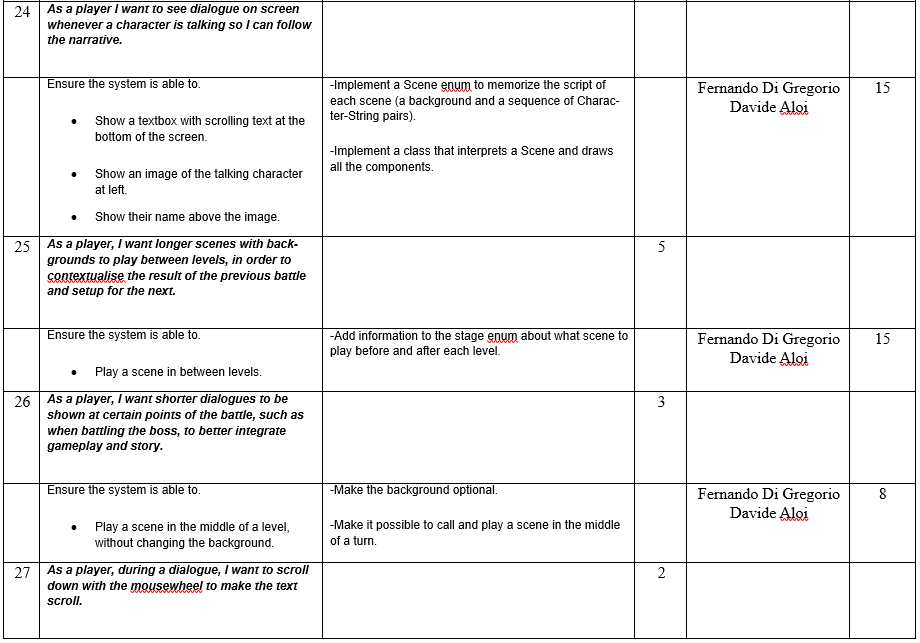 24
As a player I want to see dialogue on screen
whenever a character is talking so I can follow
the narrative.
Ensure the system is able to.
• Show a textbox with scrolling text at the
bottom of the screen.
• Show an image of the talking character
at left.
• Show their name above the image.
-Implement a Scene enum to memorize the script of
each scene (a background and a sequence of Charac-
ter-String pairs).
-Implement a class that interprets a Scene and draws
all the components.
Fernando Di Gregorio
Davide Aloi
15
25
As a player, I want longer scenes with back-
grounds to play between levels, in order to
contextualise the result of the previous battle
and setup for the next.
5
Ensure the system is able to.
• Play a scene in between levels.
-Add information to the stage enum about what scene to
play before and after each level.
Fernando Di Gregorio
Davide Aloi
15
26
As a player, I want shorter dialogues to be
shown at certain points of the battle, such as
when battling the boss, to better integrate
gameplay and story.
3
Ensure the system is able to.
• Play a scene in the middle of a level,
without changing the background.
-Make the background optional.
-Make it possible to call and play a scene in the middle
of a turn.
Fernando Di Gregorio
Davide Aloi
8
27
As a player, during a dialogue, I want to scroll
down with the mousewheel to make the text
scroll.
2